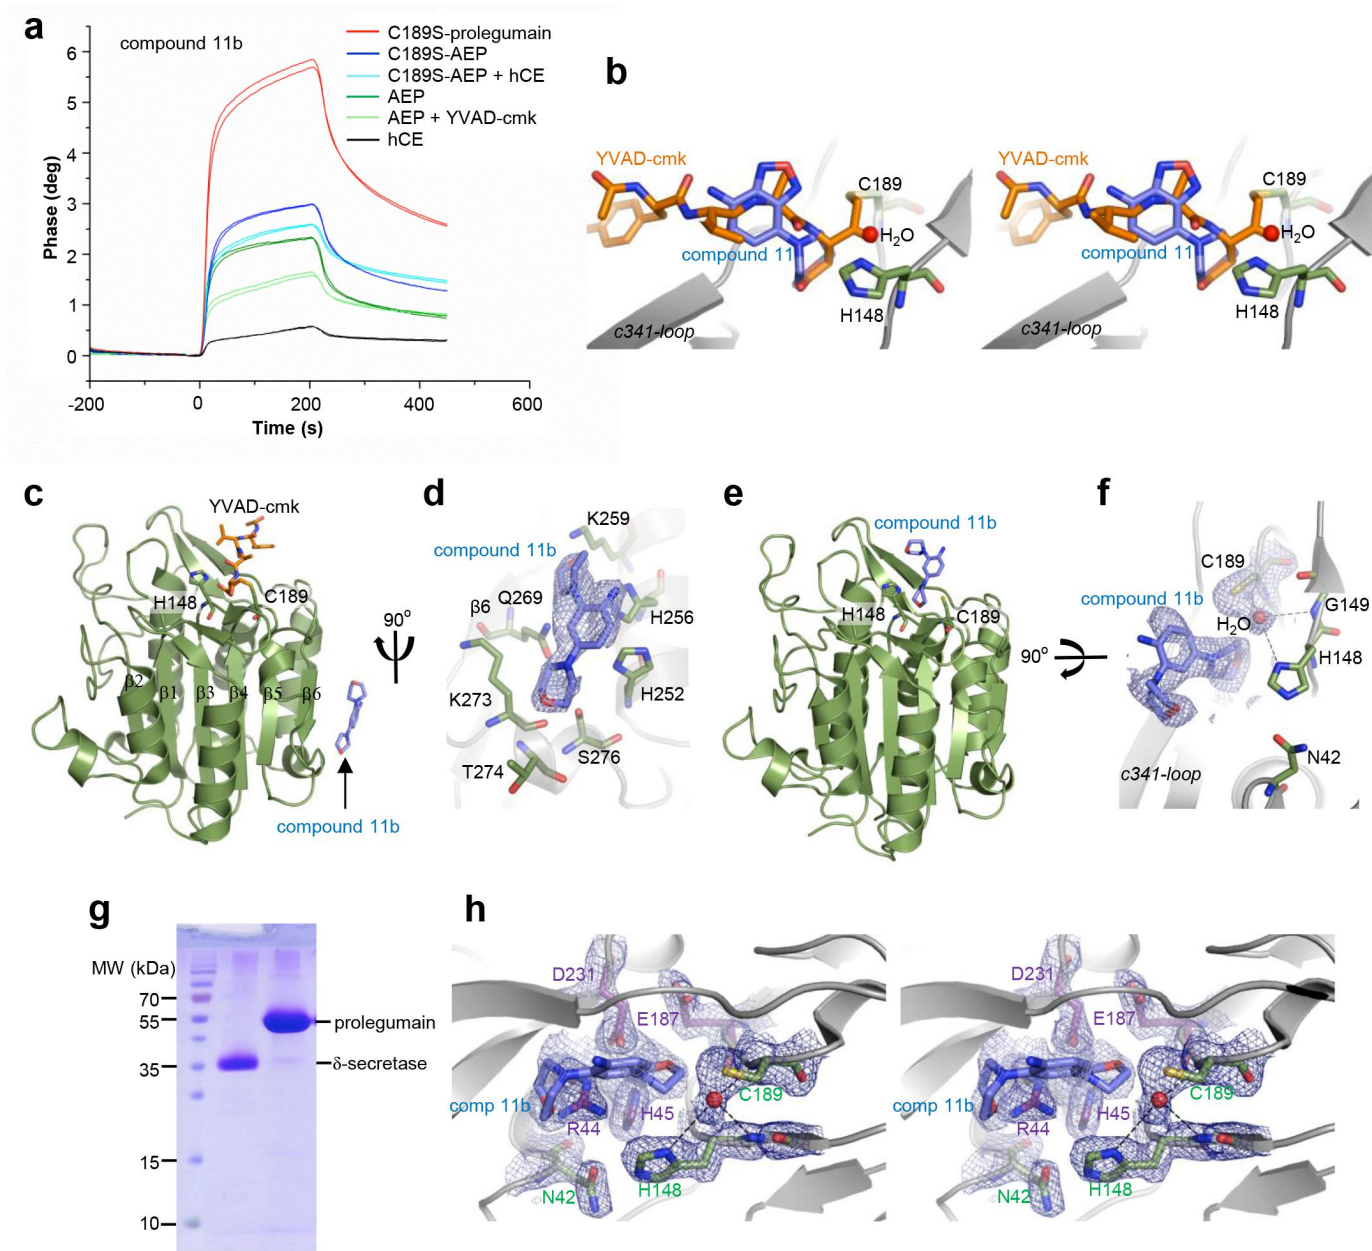 a
compound 11b
C189S-prolegumain
C189S-AEP
C189S-AEP + hCE
AEP
AEP + YVAD-cmk
hCE
Phase (deg)
6
5
4
3
2
1
0
-200
0
200
400
600
Time (s)
b
YVAD-cmk
C189
H₂O
compound 11
H148
c341-loop
YVAD-cmk
C189
H₂O
compound 11
H148
c341-loop
c
YVAD-cmk
H148
C189
β2
β1
β3
β4
β5
β6
compound 11b
90°
d
K259
compound 11b
β6
Q269
H256
K273
H252
T274
S276
e
compound 11b
H148
C189
90°
f
C189
compound 11b
H₂O
G149
H148
N42
c341-loop
g
MW (kDa)
70
55
35
15
10
prolegumain
δ-secretase
h
D231
E187
comp 11b
C189
H45
R44
N42
H148
D231
E187
comp 11b
C189
H45
R44
N42
H148